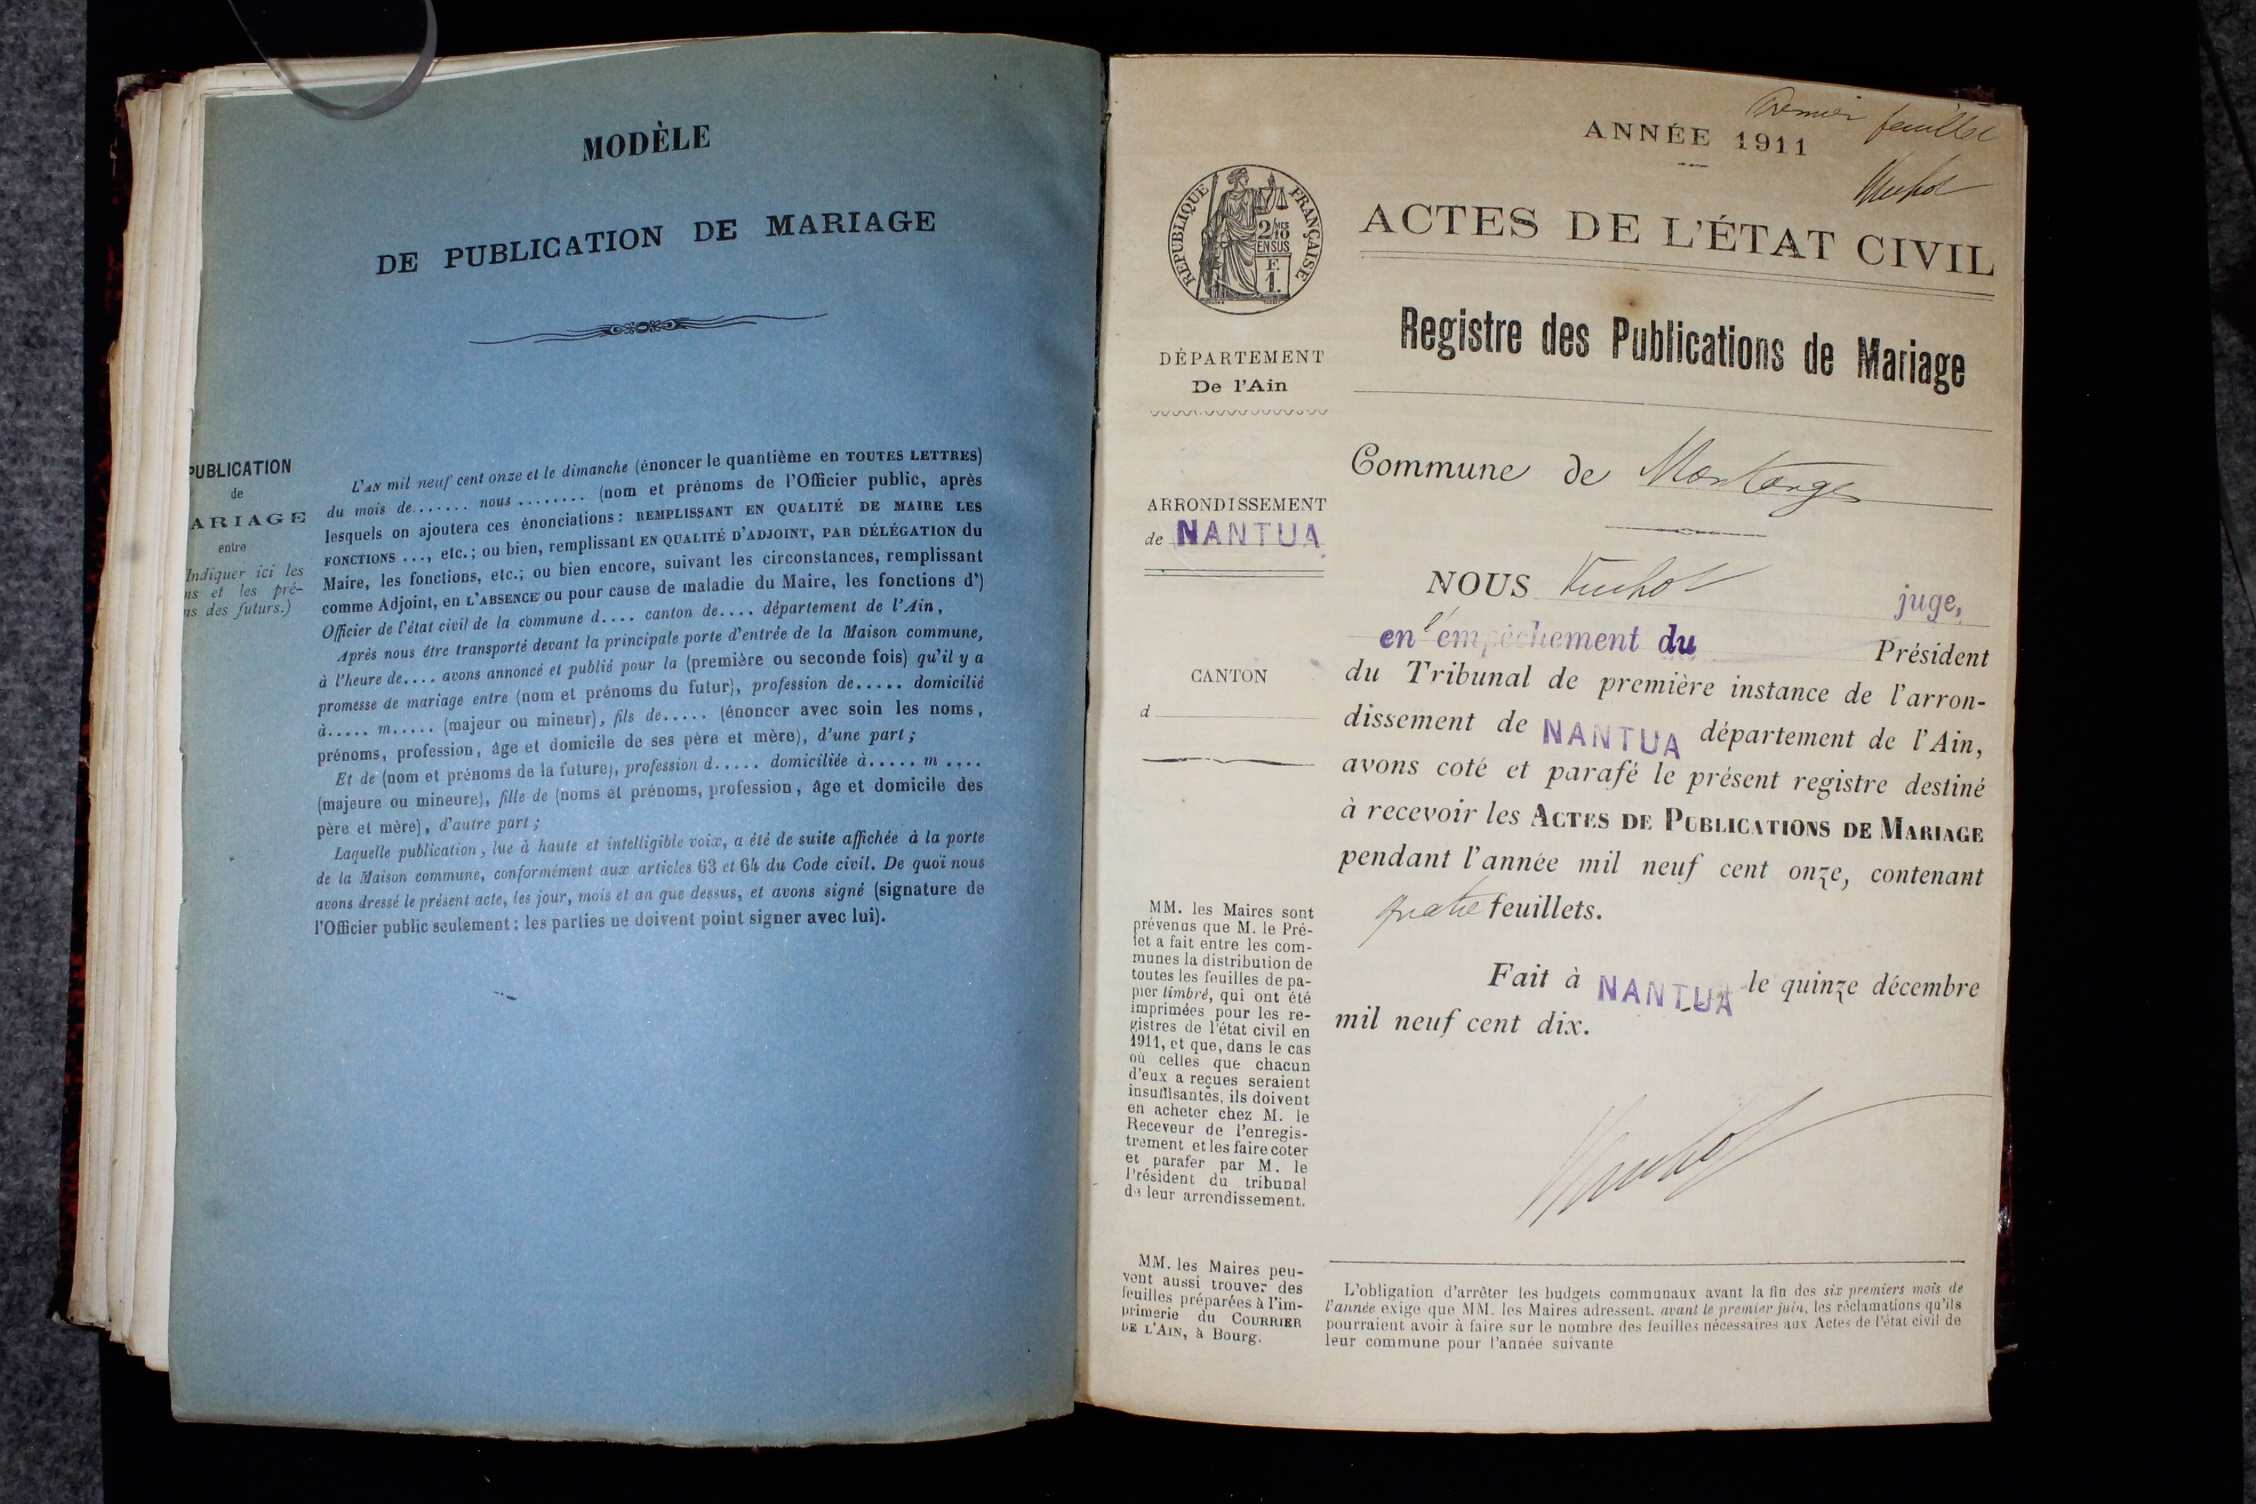 MODÈLE
DE PUBLICATION DE MARIAGE
PUBLICATION
de
ARIAGE
entre
Indiquer ici les
ns et les pré-
ns des futurs.)
L'AN mil neuf cent onze et le dimanche (énoncer le quantième en TOUTES LETTRES)
du mois de....... nous ........ (nom et prénoms de l'Officier public, après
lesquels on ajoutera ces énonciations : REMPLISSANT EN QUALITÉ DE MAIRE LES
FONCTIONS ..., etc.; ou bien, remplissant EN QUALITÉ D'ADJOINT, PAR DÉLÉGATION du
Maire, les fonctions, etc.; ou bien encore, suivant les circonstances, remplissant
comme Adjoint, en L'ABSENCE ou pour cause de maladie du Maire, les fonctions d')
Officier de l'état civil de la commune d.... canton de.... département de l'Ain,
Après nous être transporté devant la principale porte d'entrée de la Maison commune,
à l'heure de.... avons annoncé et publié pour la (première ou seconde fois) qu'il y a
promesse de mariage entre (nom et prénoms du futur), profession de..... domicilié
à..... m..... (majeur ou mineur), fils de..... (énoncer avec soin les noms,
prénoms, profession, âge et domicile de ses père et mère), d'une part;
Et de (nom et prénoms de la future), profession d..... domiciliée à..... m ....
(majeure ou mineure), fille de (noms et prénoms, profession, âge et domicile des
père et mère), d'autre part;
Laquelle publication, lue à haute et intelligible voix, a été de suite affichée à la porte
de la Maison commune, conformément aux articles 63 et 64 du Code civil. De quoi nous
avons dressé le présent acte, les jour, mois et an que dessus, et avons signé (signature de
l'Officier public seulement; les parties ne doivent point signer avec lui).
Premier feuillet
ANNÉE 1911
RÉPUBLIQUE FRANÇAISE
2/10 MES
EN SUS
F.
1.
ACTES DE L'ÉTAT CIVIL
Registre des Publications de Mariage
DÉPARTEMENT
De l'Ain
Commune de Montanges
ARRONDISSEMENT
de NANTUA
CANTON
d
NOUS juge,
en l'empêchement du Président
du Tribunal de première instance de l'arron-
dissement de NANTUA département de l'Ain,
avons coté et parafé le présent registre destiné
à recevoir les ACTES DE PUBLICATIONS DE MARIAGE
pendant l'année mil neuf cent onze, contenant
quatre feuillets.
Fait à NANTUA le quinze décembre
mil neuf cent dix.
MM. les Maires sont
prévenus que M. le Pré-
fet a fait entre les com-
munes la distribution de
toutes les feuilles de pa-
pier timbré, qui ont été
imprimées pour les re-
gistres de l'état civil en
1911, et que, dans le cas
où celles que chacun
d'eux a reçues seraient
insuffisantes, ils doivent
en acheter chez M. le
Receveur de l'enregis-
trement et les faire coter
et parafer par M. le
Président du tribunal
de leur arrondissement.
MM. les Maires peu-
vent aussi trouver des
feuilles préparées à l'im-
primerie du COURRIER
DE L'AIN, à Bourg.
L'obligation d'arrêter les budgets communaux avant la fin des six premiers mois de
l'année exige que MM. les Maires adressent, avant le premier juin, les réclamations qu'ils
pourraient avoir à faire sur le nombre des feuilles nécessaires aux Actes de l'état civil de
leur commune pour l'année suivante